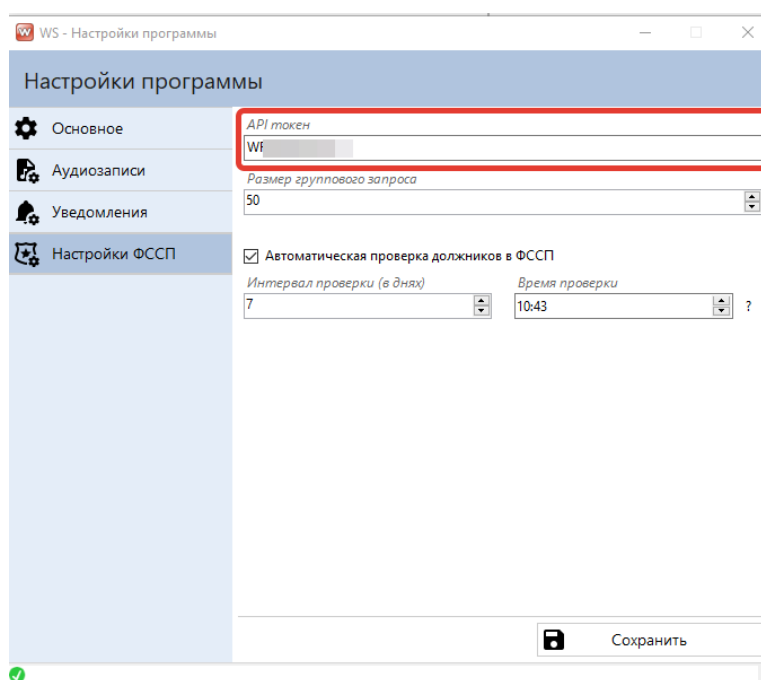 WS - Настройки программы
Настройки программы
Основное
Аудиозаписи
Уведомления
Настройки ФССП
API токен
Размер группового запроса
50
Автоматическая проверка должников в ФССП
Интервал проверки (в днях)
Время проверки
7
10:43
?
Сохранить